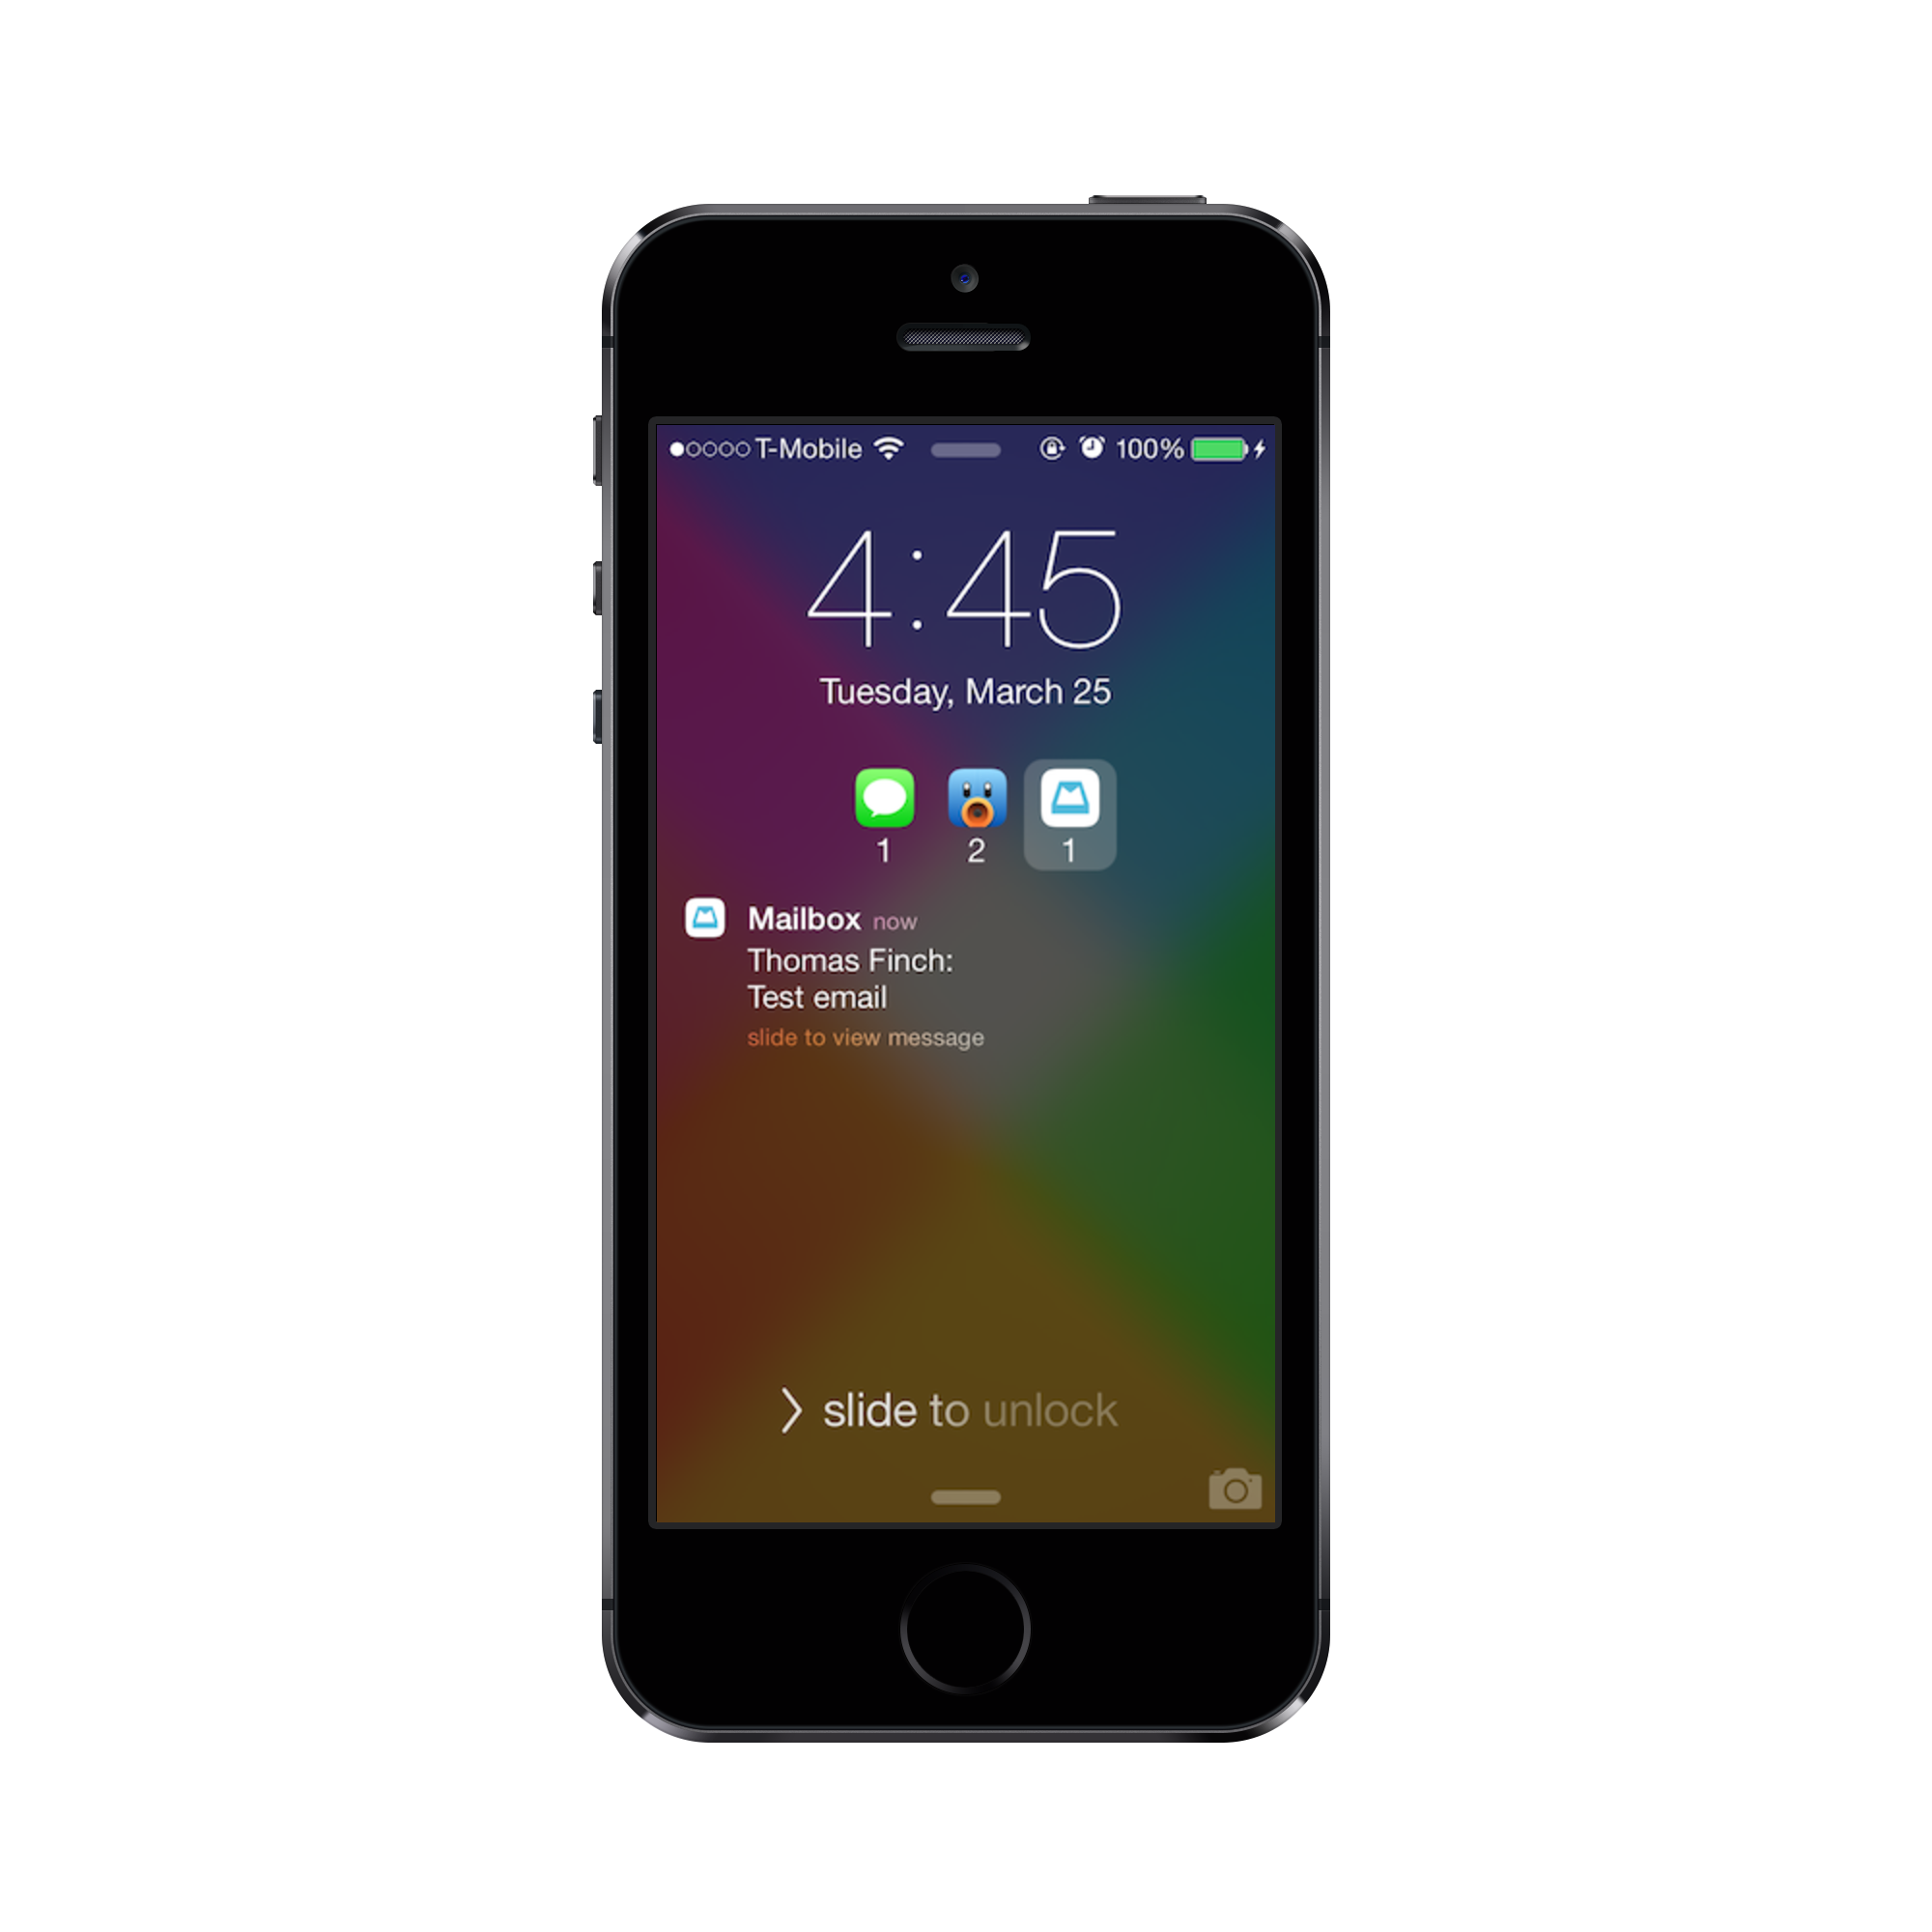 T-Mobile 100%
4:45
Tuesday, March 25
1 2 1
Mailbox now
Thomas Finch:
Test email
slide to view message
slide to unlock